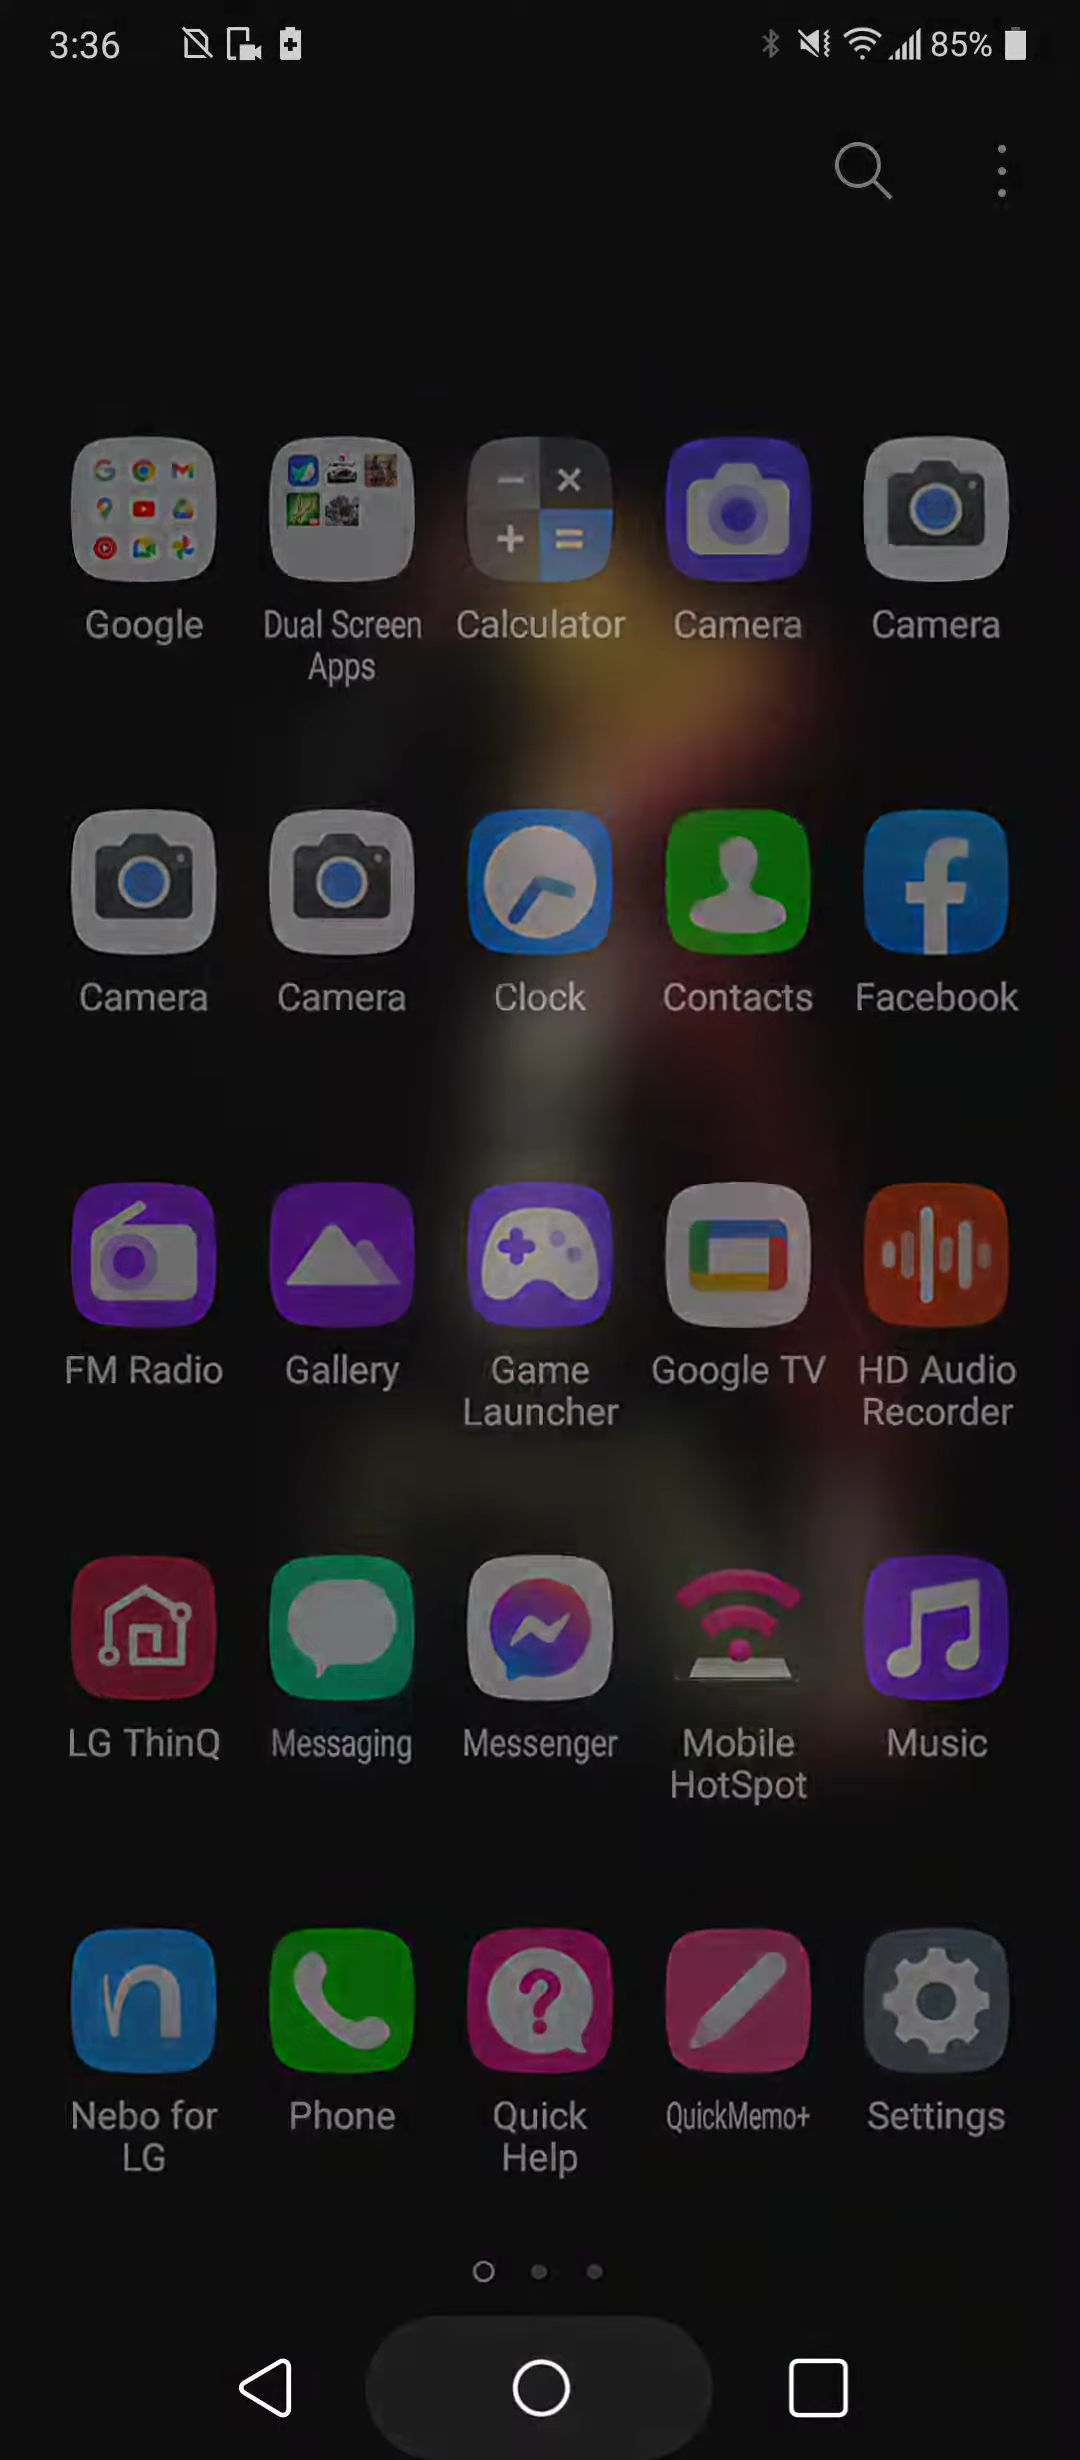 3:36 85%
Google Dual Screen Apps Calculator Camera Camera
Camera Camera Clock Contacts Facebook
FM Radio Gallery Game Launcher Google TV HD Audio Recorder
LG ThinQ Messaging Messenger Mobile HotSpot Music
Nebo for LG Phone Quick Help QuickMemo+ Settings